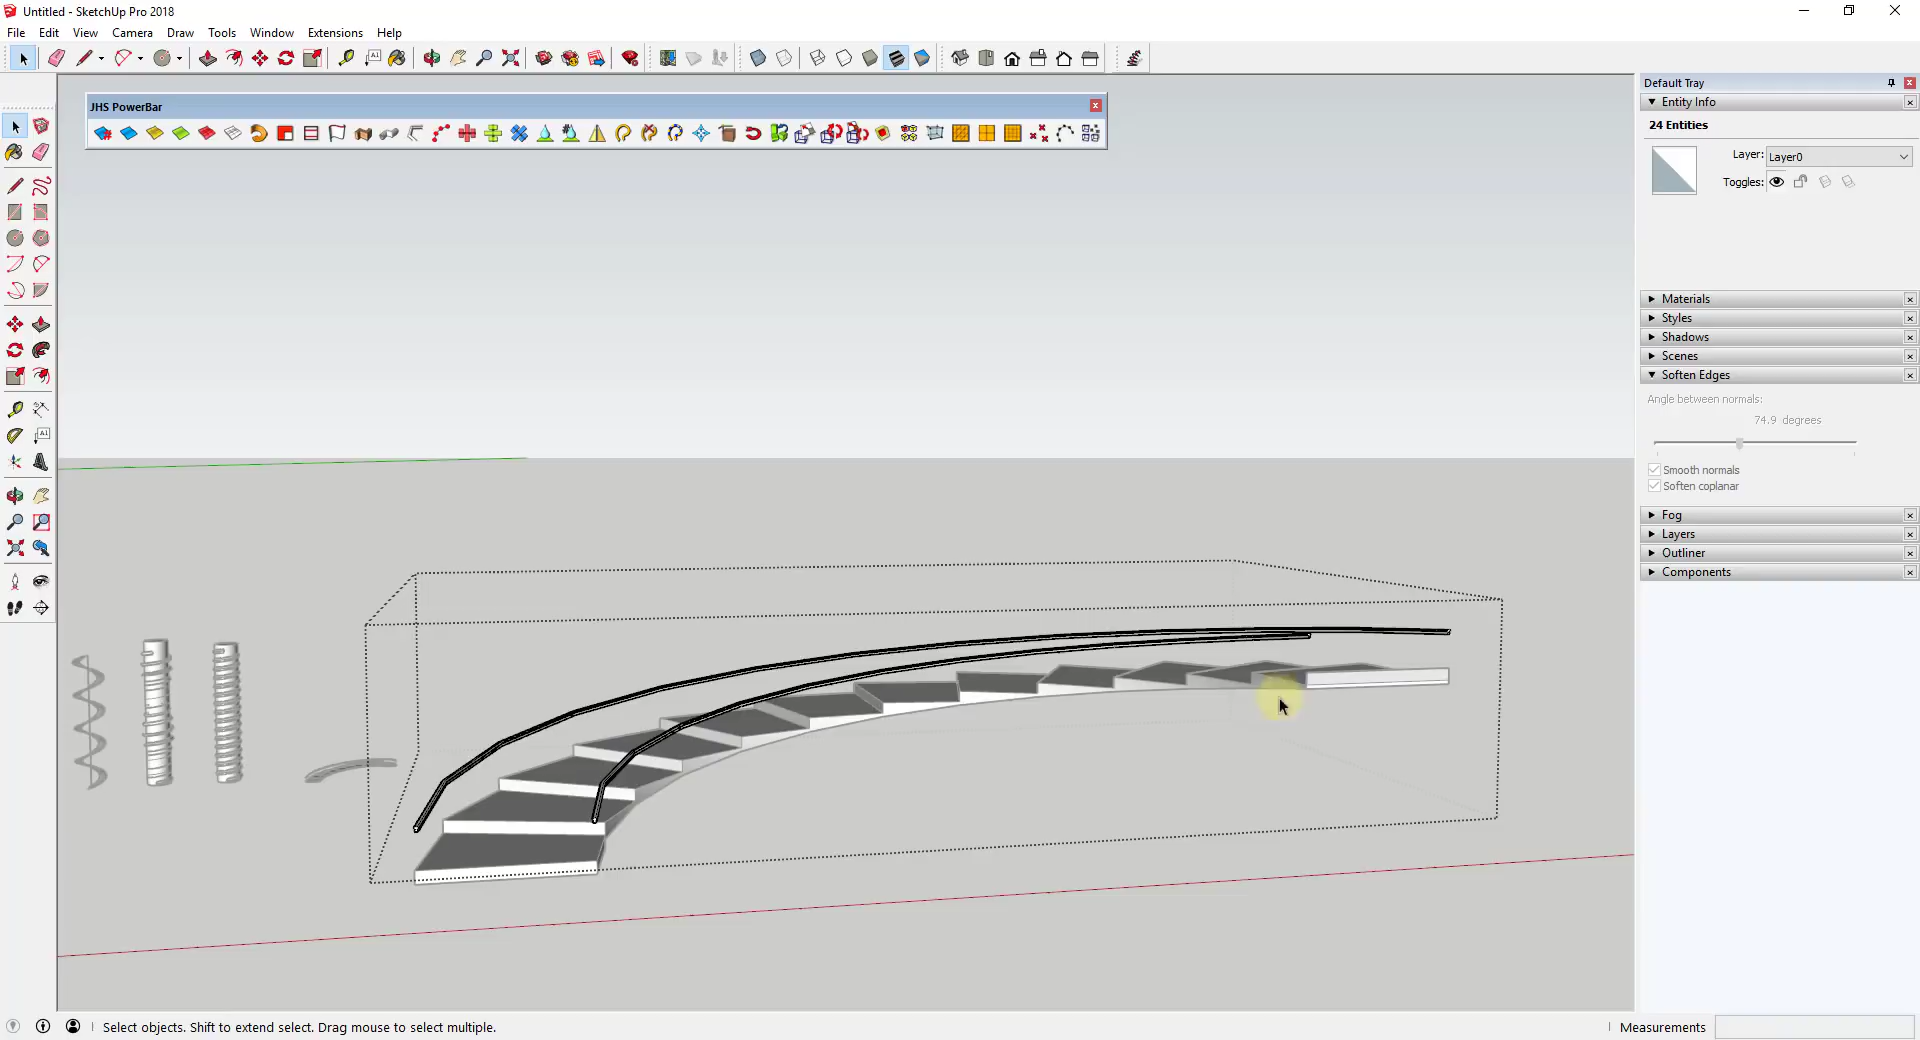 Untitled - SketchUp Pro 2018
File Edit View Camera Draw Tools Window Extensions Help
JHS PowerBar
Default Tray
Entity Info
24 Entities
Layer: Layer0
Toggles:
Materials
Styles
Shadows
Scenes
Soften Edges
Angle between normals:
74.9 degrees
Smooth normals
Soften coplanar
Fog
Layers
Outliner
Components
Select objects. Shift to extend select. Drag mouse to select multiple.
Measurements